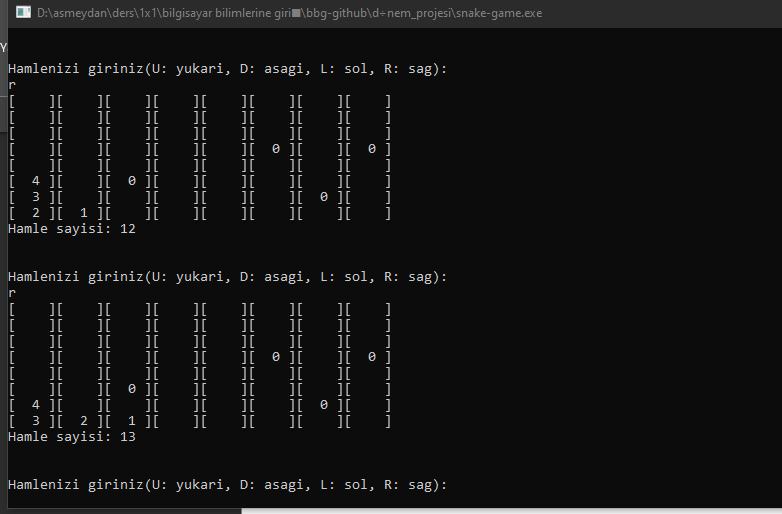 D:\asmeydan\ders\1x1\bilgisayar bilimlerine giri■\bbg-github\d÷nem_projesi\snake-game.exe
Y
Hamlenizi giriniz(U: yukari, D: asagi, L: sol, R: sag):
r
[    ][    ][    ][    ][    ][    ][    ][    ]
[    ][    ][    ][    ][    ][    ][    ][    ]
[    ][    ][    ][    ][    ][    ][    ][    ]
[    ][    ][    ][    ][    ][  0 ][    ][  0 ]
[    ][    ][    ][    ][    ][    ][    ][    ]
[  4 ][    ][  0 ][    ][    ][    ][    ][    ]
[  3 ][    ][    ][    ][    ][    ][  0 ][    ]
[  2 ][  1 ][    ][    ][    ][    ][    ][    ]
Hamle sayisi: 12
Hamlenizi giriniz(U: yukari, D: asagi, L: sol, R: sag):
r
[    ][    ][    ][    ][    ][    ][    ][    ]
[    ][    ][    ][    ][    ][    ][    ][    ]
[    ][    ][    ][    ][    ][    ][    ][    ]
[    ][    ][    ][    ][    ][  0 ][    ][  0 ]
[    ][    ][    ][    ][    ][    ][    ][    ]
[    ][    ][  0 ][    ][    ][    ][    ][    ]
[  4 ][    ][    ][    ][    ][    ][  0 ][    ]
[  3 ][  2 ][  1 ][    ][    ][    ][    ][    ]
Hamle sayisi: 13
Hamlenizi giriniz(U: yukari, D: asagi, L: sol, R: sag):